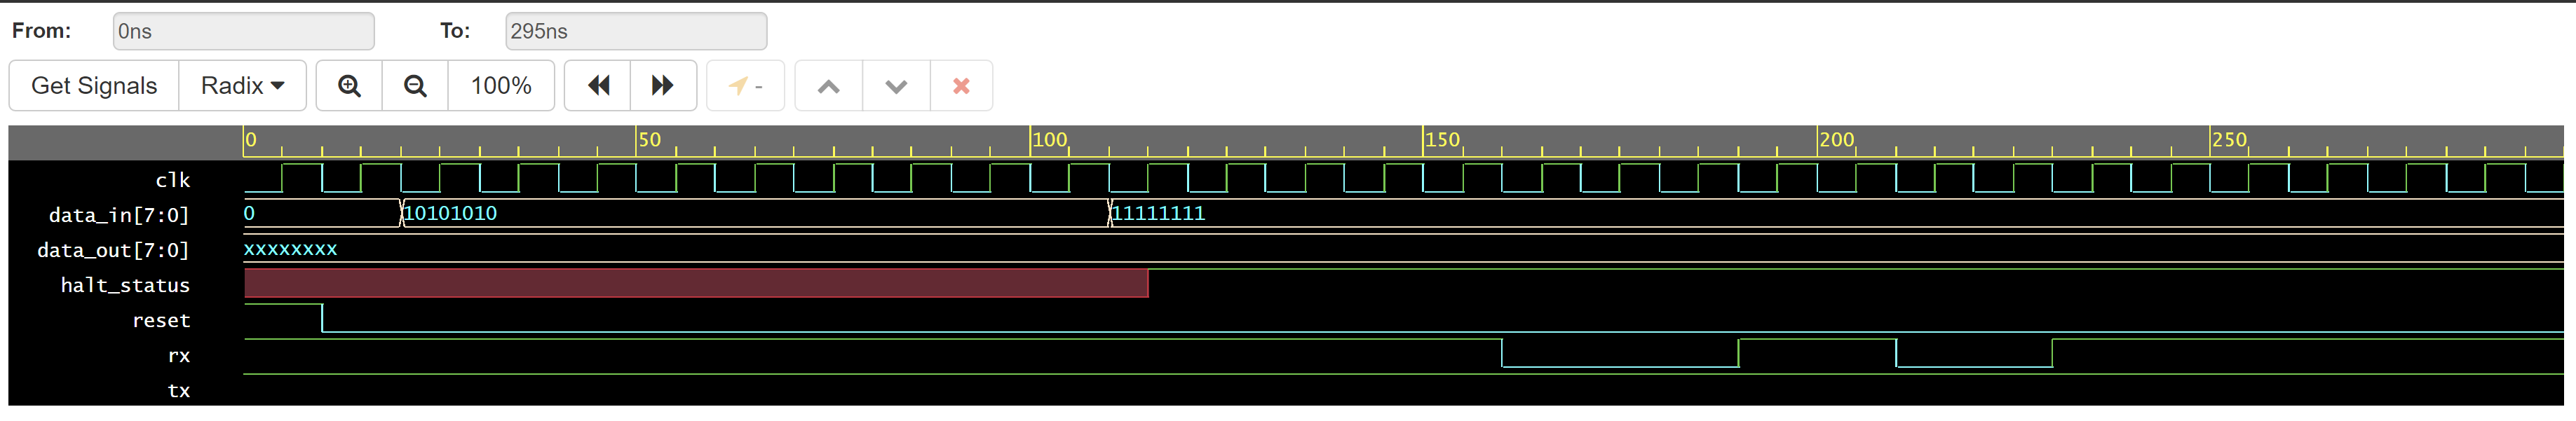 From: 0ns To: 295ns
Get Signals Radix 100% -
0 50 100 150 200 250
clk
data_in[7:0] 0 10101010 11111111
data_out[7:0] xxxxxxxx
halt_status
reset
rx
tx